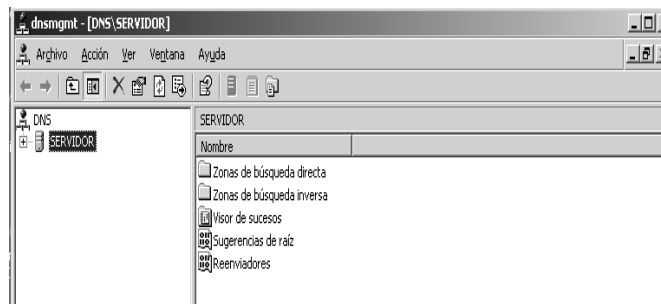 dnsmgmt - [DNS\SERVIDOR]
Archivo Acción Ver Ventana Ayuda
DNS
SERVIDOR
SERVIDOR
Nombre
Zonas de búsqueda directa
Zonas de búsqueda inversa
Visor de sucesos
Sugerencias de raíz
Reenviadores